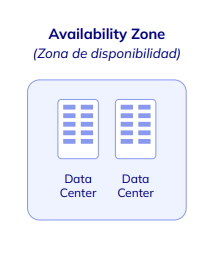 Availability Zone
(Zona de disponibilidad)
Data Data
Center Center